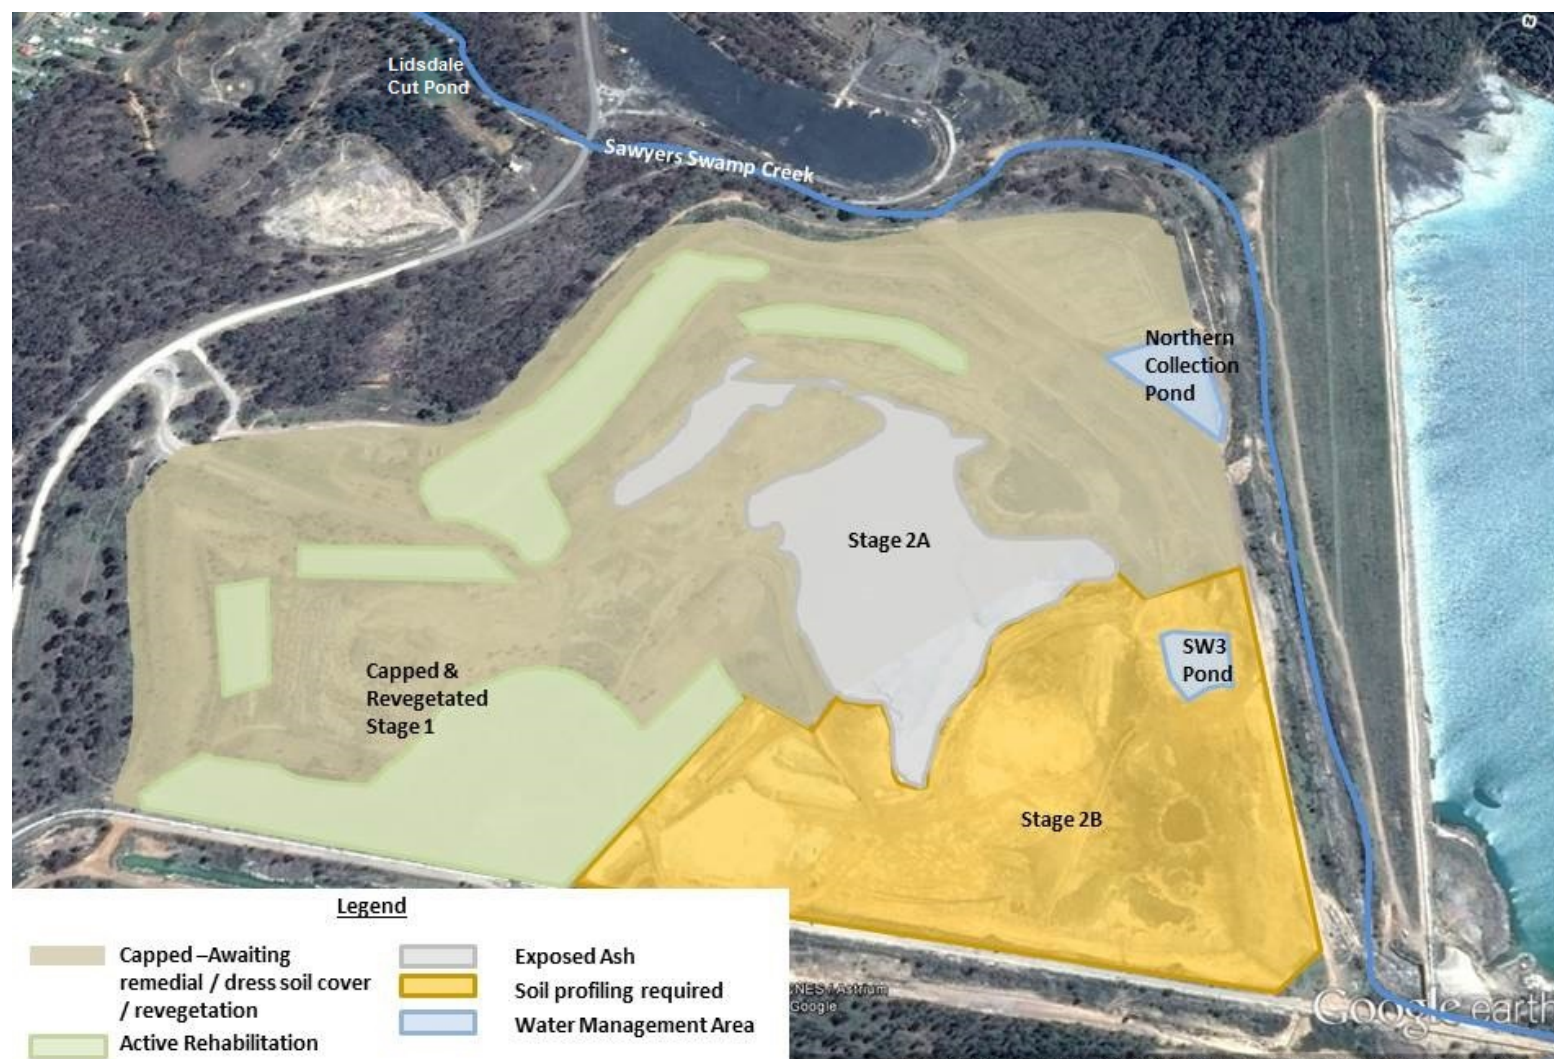 Lidsdale
Cut Pond
Sawyers Swamp Creek
Northern
Collection
Pond
Stage 2A
SW3
Pond
Capped &
Revegetated
Stage 1
Stage 2B
Legend
Capped –Awaiting
remedial / dress soil cover
/ revegetation
Active Rehabilitation
Exposed Ash
Soil profiling required
Water Management Area
NES / Astrium
Google
Google earth